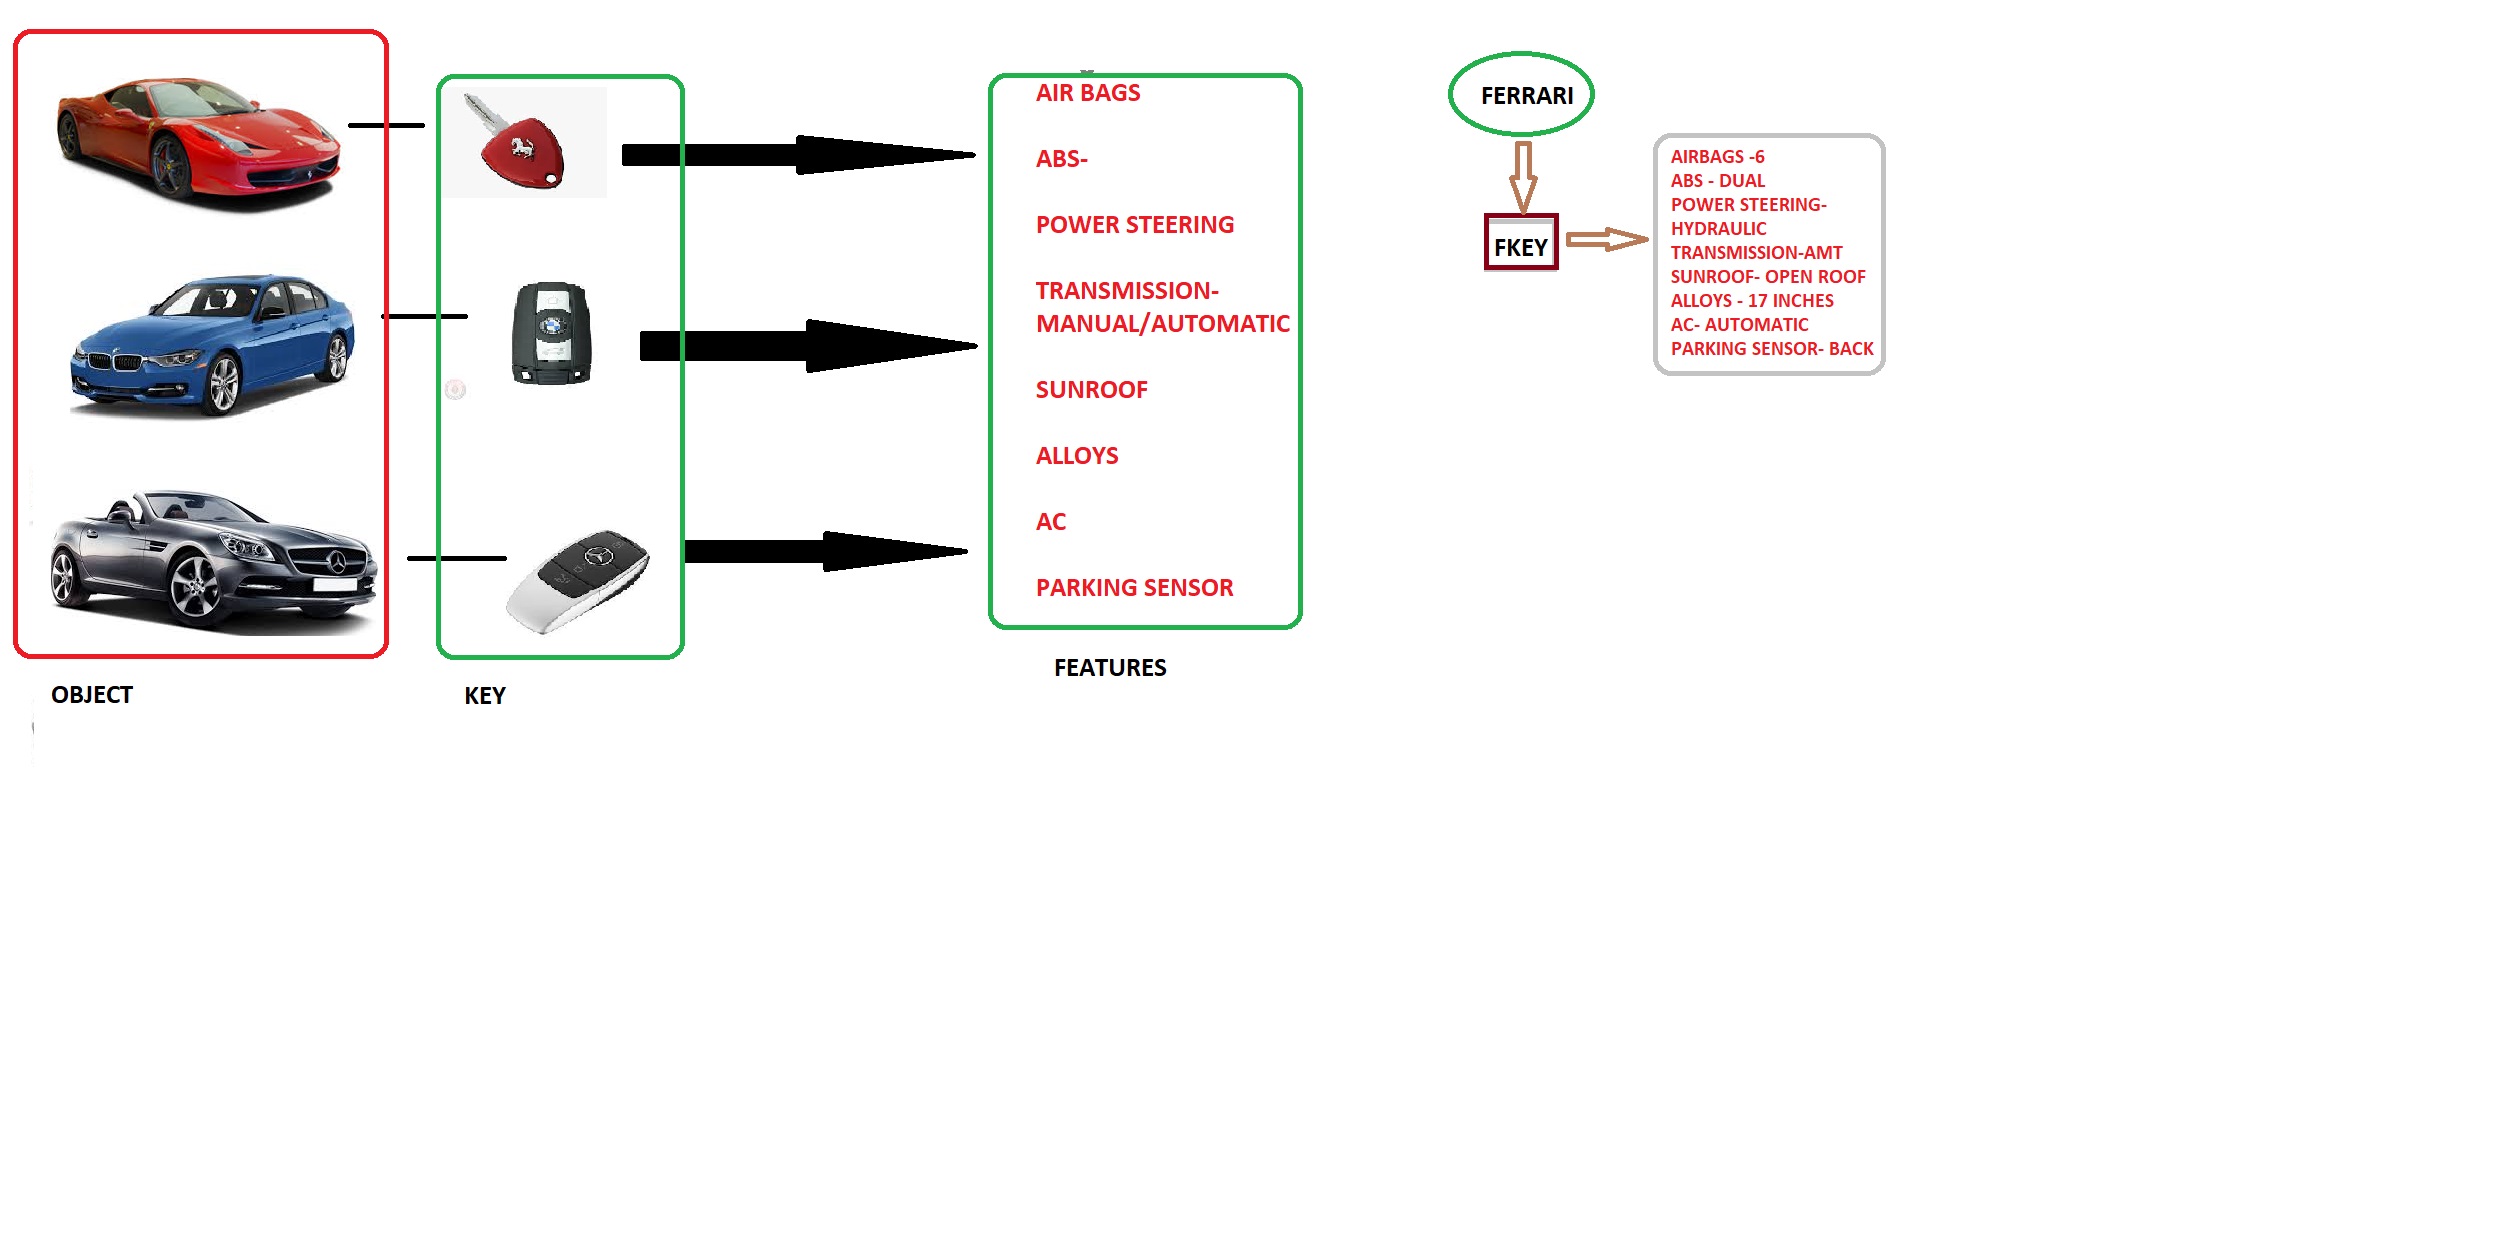 AIR BAGS
ABS-
POWER STEERING
TRANSMISSION-
MANUAL/AUTOMATIC
SUNROOF
ALLOYS
AC
PARKING SENSOR
OBJECT
KEY
FEATURES
FERRARI
FKEY
AIRBAGS -6
ABS - DUAL
POWER STEERING-
HYDRAULIC
TRANSMISSION-AMT
SUNROOF- OPEN ROOF
ALLOYS - 17 INCHES
AC- AUTOMATIC
PARKING SENSOR- BACK